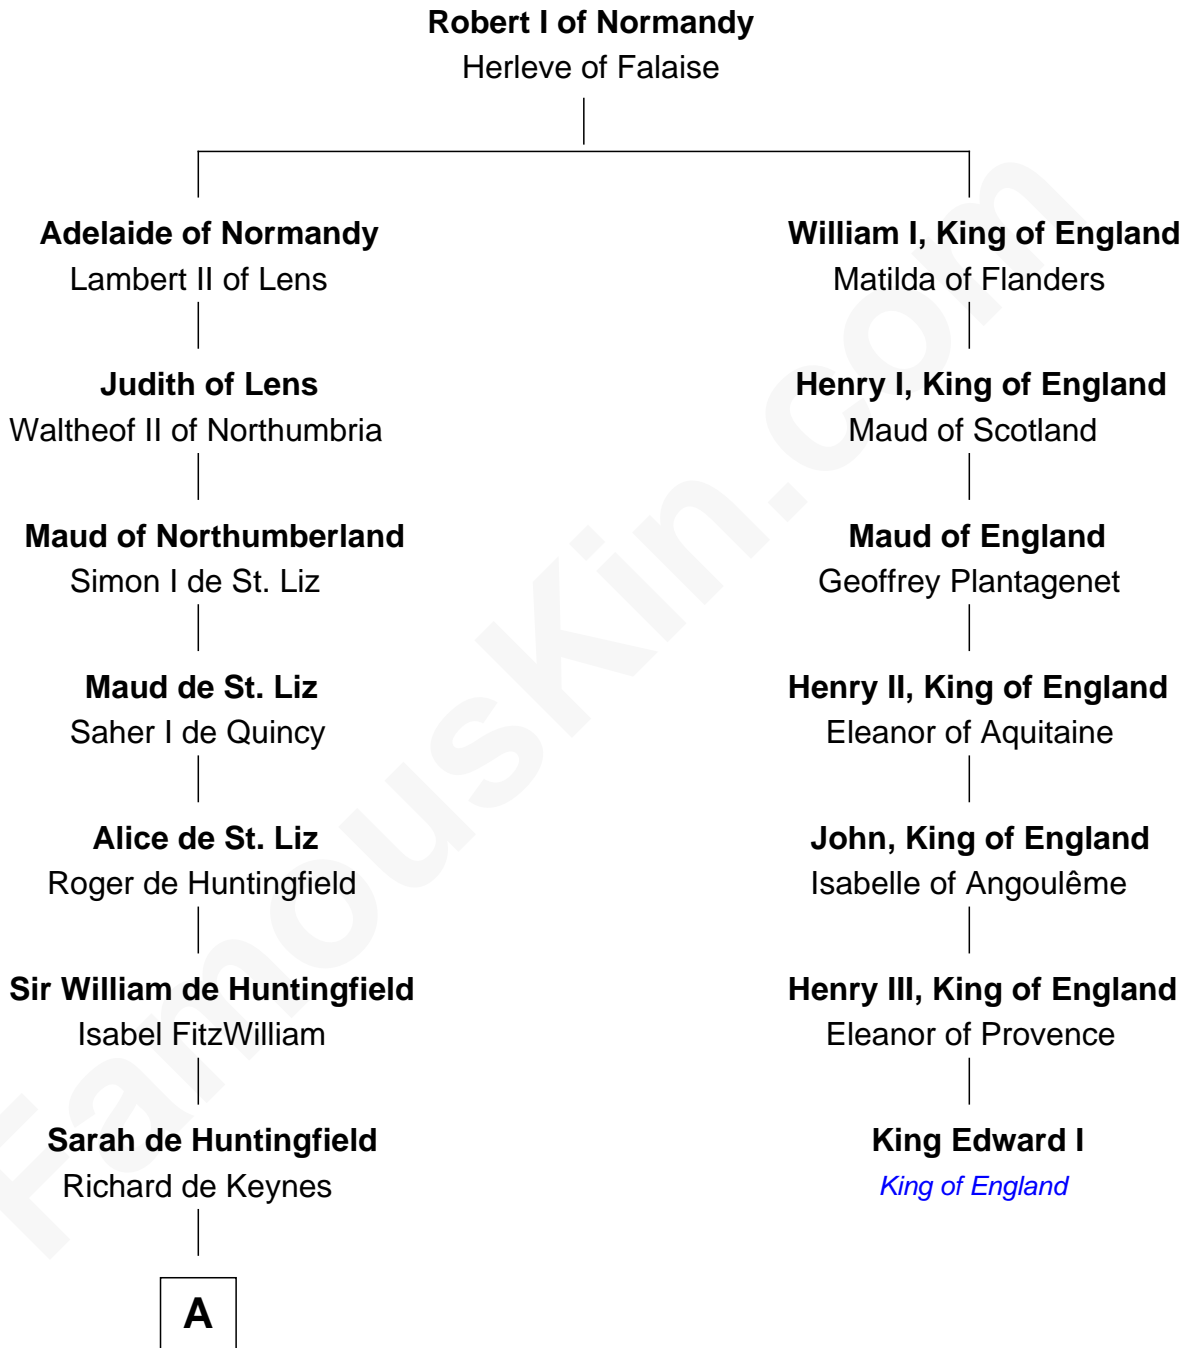 Robert I of Normandy
Herleve of Falaise
Adelaide of Normandy
Lambert II of Lens
William I, King of England
Matilda of Flanders
Judith of Lens
Waltheof II of Northumbria
Henry I, King of England
Maud of Scotland
Maud of Northumberland
Simon I de St. Liz
Maud of England
Geoffrey Plantagenet
Maud de St. Liz
Saher I de Quincy
Henry II, King of England
Eleanor of Aquitaine
Alice de St. Liz
Roger de Huntingfield
John, King of England
Isabelle of Angoulême
Sir William de Huntingfield
Isabel FitzWilliam
Henry III, King of England
Eleanor of Provence
Sarah de Huntingfield
Richard de Keynes
King Edward I
King of England
A
FamousKin.com